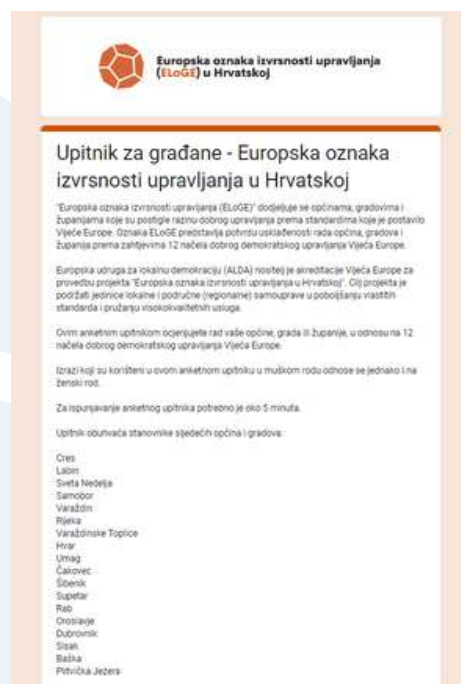 Europska oznaka izvrsnosti upravljanja
(ELoGE) u Hrvatskoj
Upitnik za građane - Europska oznaka
izvrsnosti upravljanja u Hrvatskoj
"Europska oznaka izvrsnosti upravljanja (ELoGE)" dodjeljuje se općinama, gradovima i
županijama koje su postigle razinu dobrog upravljanja prema standardima koje je postavilo
Vijeće Europe. Oznaka ELoGE predstavlja potvrdu usklađenosti rada općina, gradova i
županija prema zahtjevima 12 načela dobrog demokratskog upravljanja Vijeća Europe.
Europska udruga za lokalnu demokraciju (ALDA) nositelj je akreditacije Vijeća Europe za
provedbu projekta "Europska oznaka izvrsnosti upravljanja u Hrvatskoj". Cilj projekta je
podržati jedinice lokalne i područne (regionalne) samouprave u poboljšanju vlastitih
standarda i pružanju visokokvalitetnih usluga.
Ovim anketnim upitnikom ocjenjujete rad vaše općine, grada ili županije, u odnosu na 12
načela dobrog demokratskog upravljanja Vijeća Europe.
Izrazi koji su korišteni u ovom anketnom upitniku u muškom rodu odnose se jednako i na
ženski rod.
Za ispunjavanje anketnog upitnika potrebno je oko 5 minuta.
Upitnik obuhvaća stanovnike sljedećih općina i gradova:
Cres
Labin
Sveta Nedelja
Samobor
Varaždin
Rijeka
Varaždinske Toplice
Hvar
Umag
Čakovec
Šibenik
Supetar
Rab
Oroslavje
Dubrovnik
Sisak
Baška
Plitvička Jezera